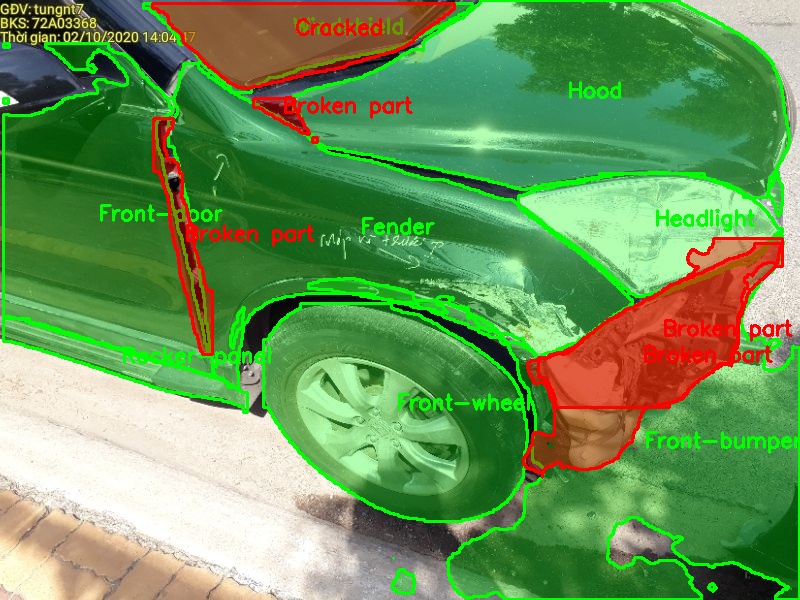 GĐV: tungnt7
BKS: 72A03368
Thời gian: 02/10/2020 14:04:17
Windshield
Cracked
Hood
Broken part
Front-door
Headlight
Fender
Broken part
Broken part
Rocker-panel
Broken part
Front-wheel
Front-bumper